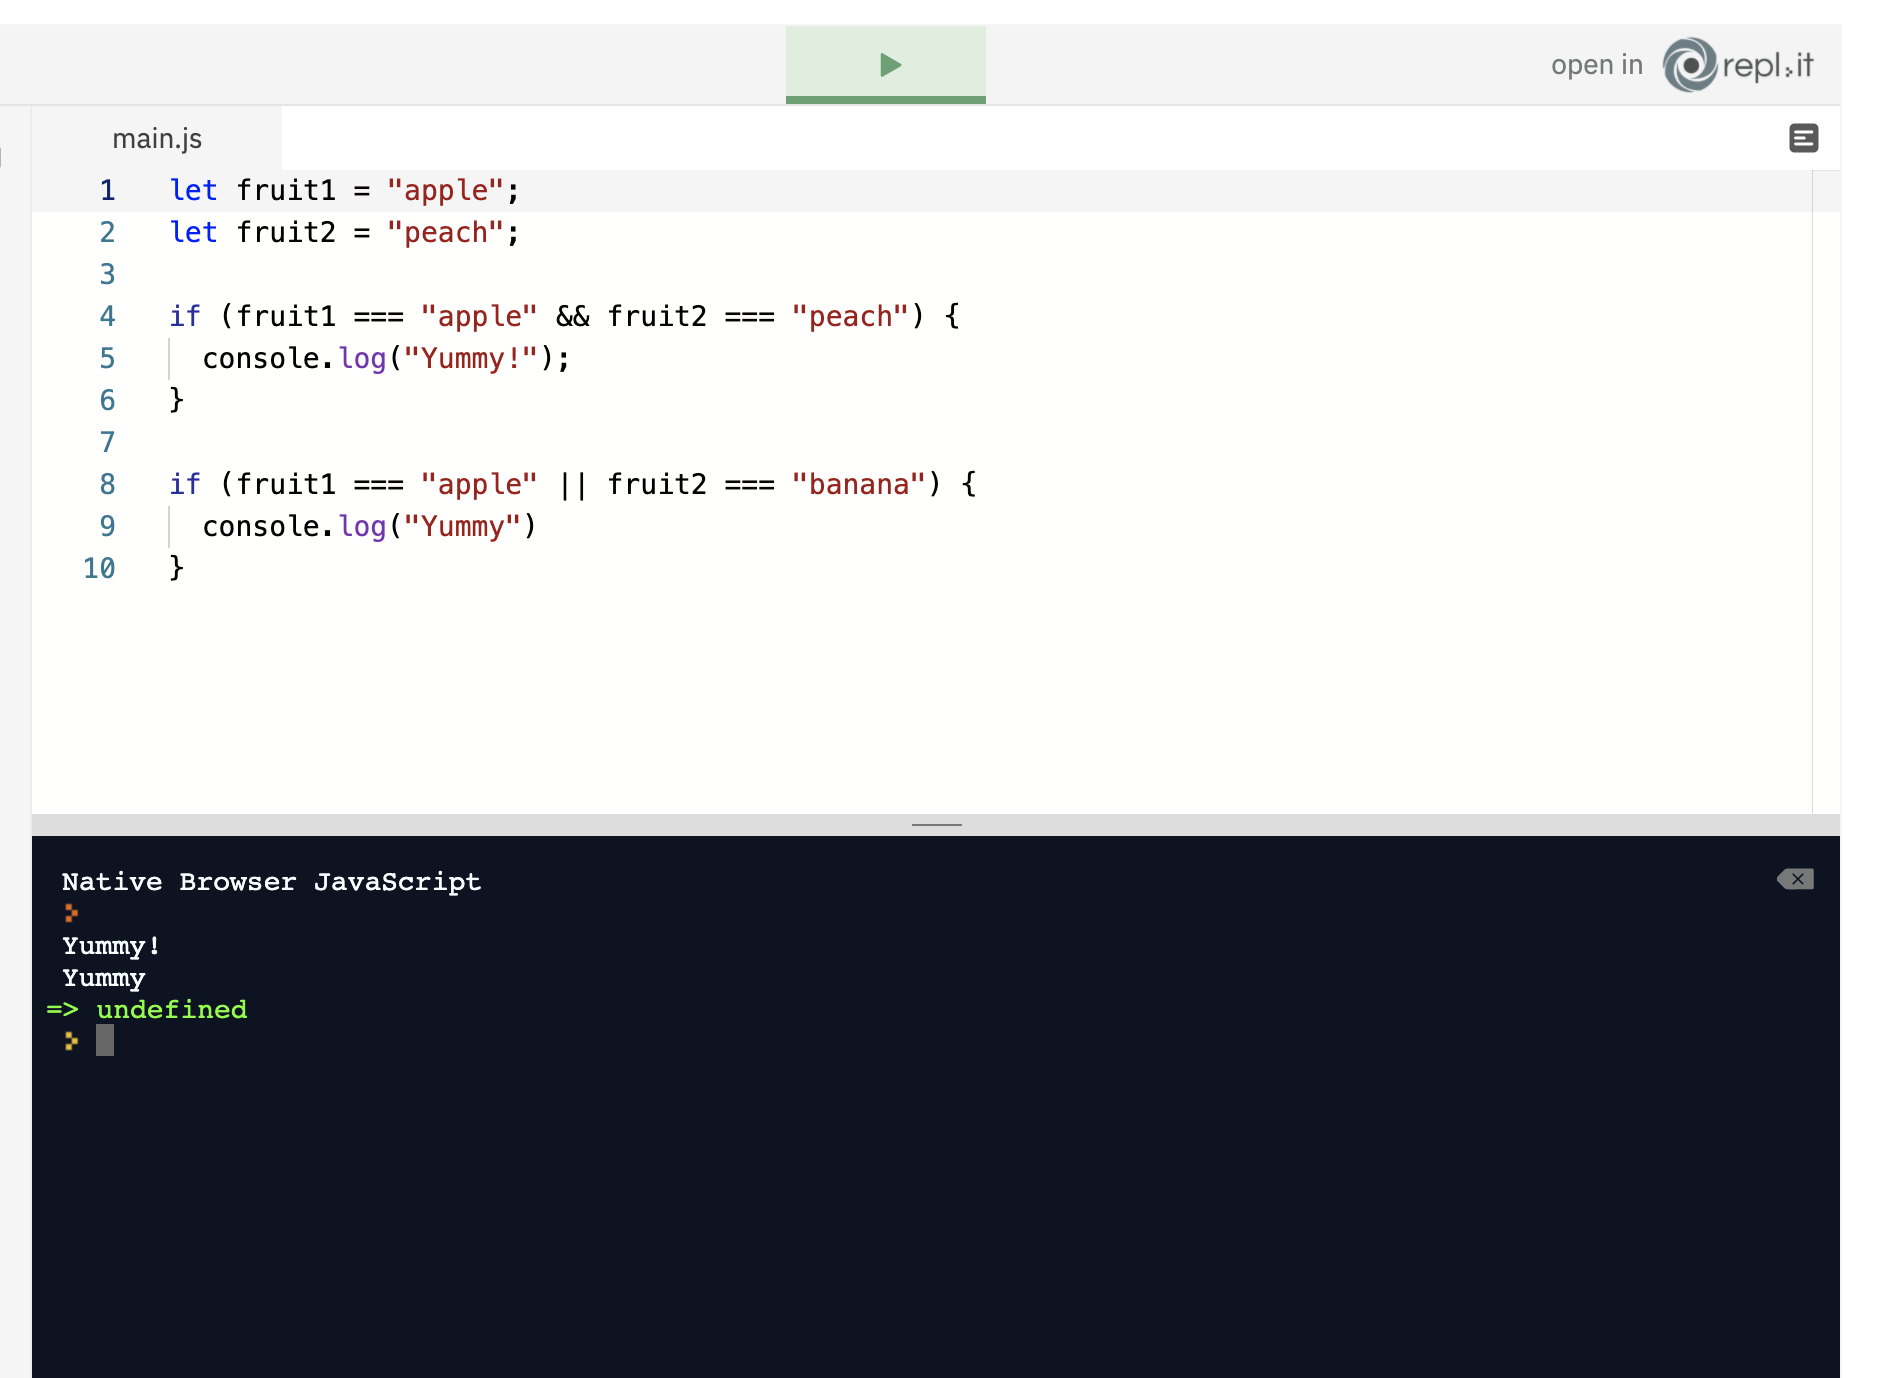 open in repl.it
main.js
1 let fruit1 = "apple";
2 let fruit2 = "peach";
3
4 if (fruit1 === "apple" && fruit2 === "peach") {
5 console.log("Yummy!");
6 }
7
8 if (fruit1 === "apple" || fruit2 === "banana") {
9 console.log("Yummy")
10 }
Native Browser JavaScript
Yummy!
Yummy
=> undefined